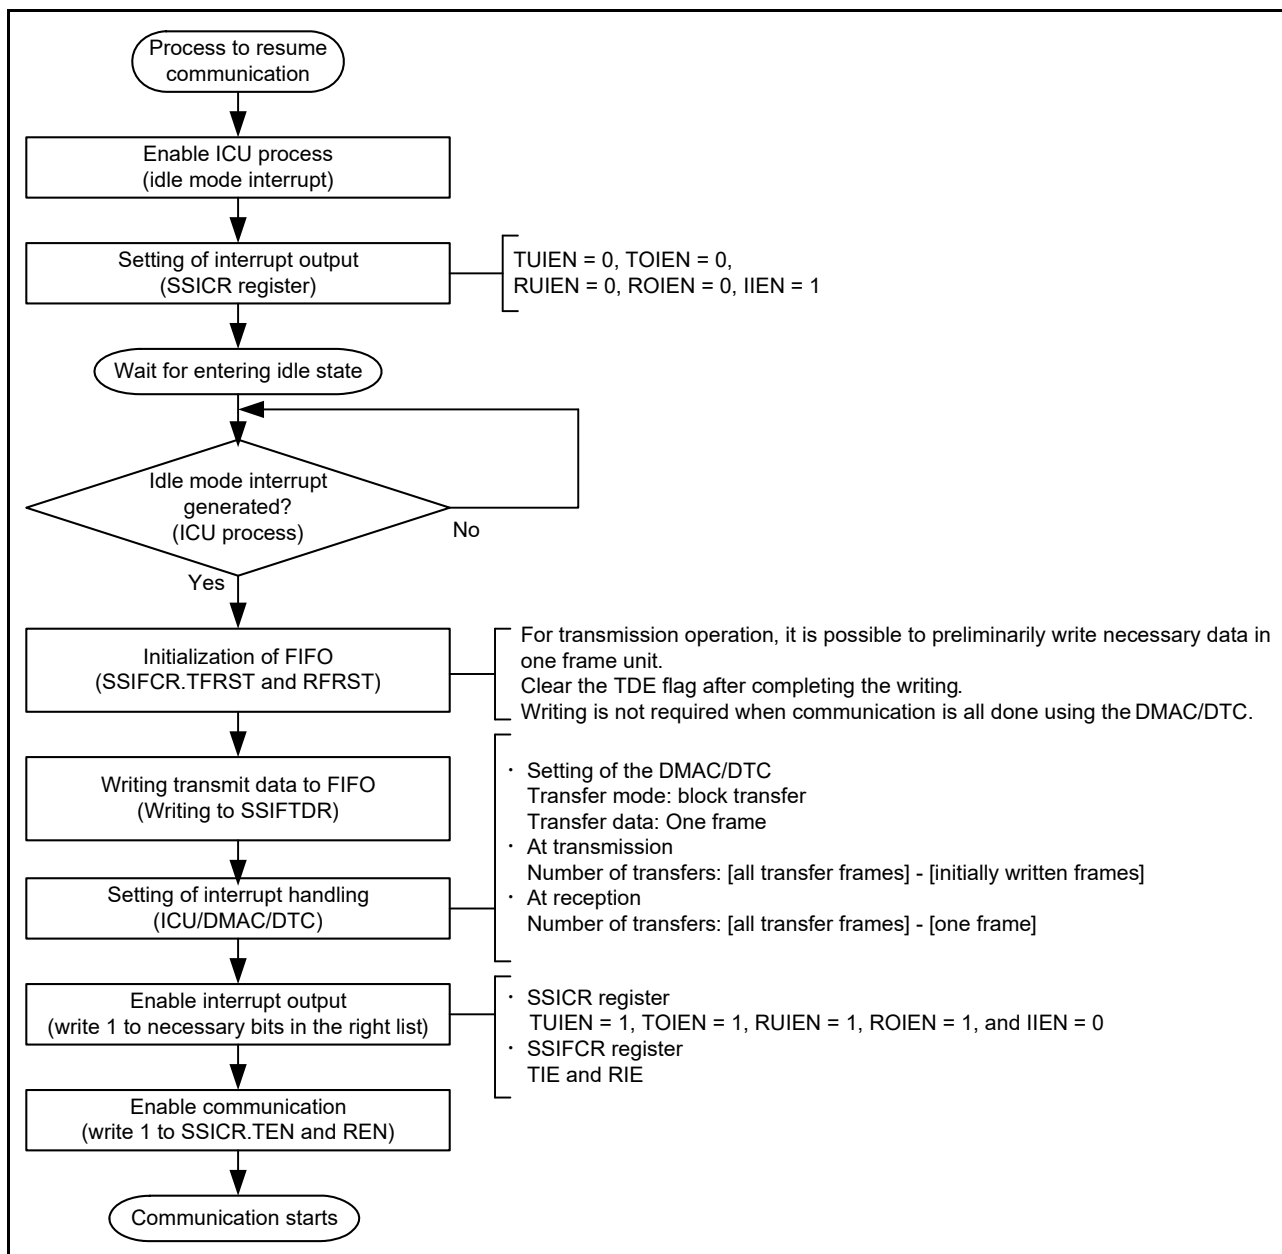 Process to resume
communication
Enable ICU process
(idle mode interrupt)
Setting of interrupt output
(SSICR register)
TUIEN = 0, TOIEN = 0,
RUIEN = 0, ROIEN = 0, IIEN = 1
Wait for entering idle state
Idle mode interrupt
generated?
(ICU process)
No
Yes
Initialization of FIFO
(SSIFCR.TFRST and RFRST)
For transmission operation, it is possible to preliminarily write necessary data in
one frame unit.
Clear the TDE flag after completing the writing.
Writing is not required when communication is all done using the DMAC/DTC.
Writing transmit data to FIFO
(Writing to SSIFTDR)
Setting of interrupt handling
(ICU/DMAC/DTC)
· Setting of the DMAC/DTC
Transfer mode: block transfer
Transfer data: One frame
· At transmission
Number of transfers: [all transfer frames] - [initially written frames]
· At reception
Number of transfers: [all transfer frames] - [one frame]
Enable interrupt output
(write 1 to necessary bits in the right list)
· SSICR register
TUIEN = 1, TOIEN = 1, RUIEN = 1, ROIEN = 1, and IIEN = 0
· SSIFCR register
TIE and RIE
Enable communication
(write 1 to SSICR.TEN and REN)
Communication starts